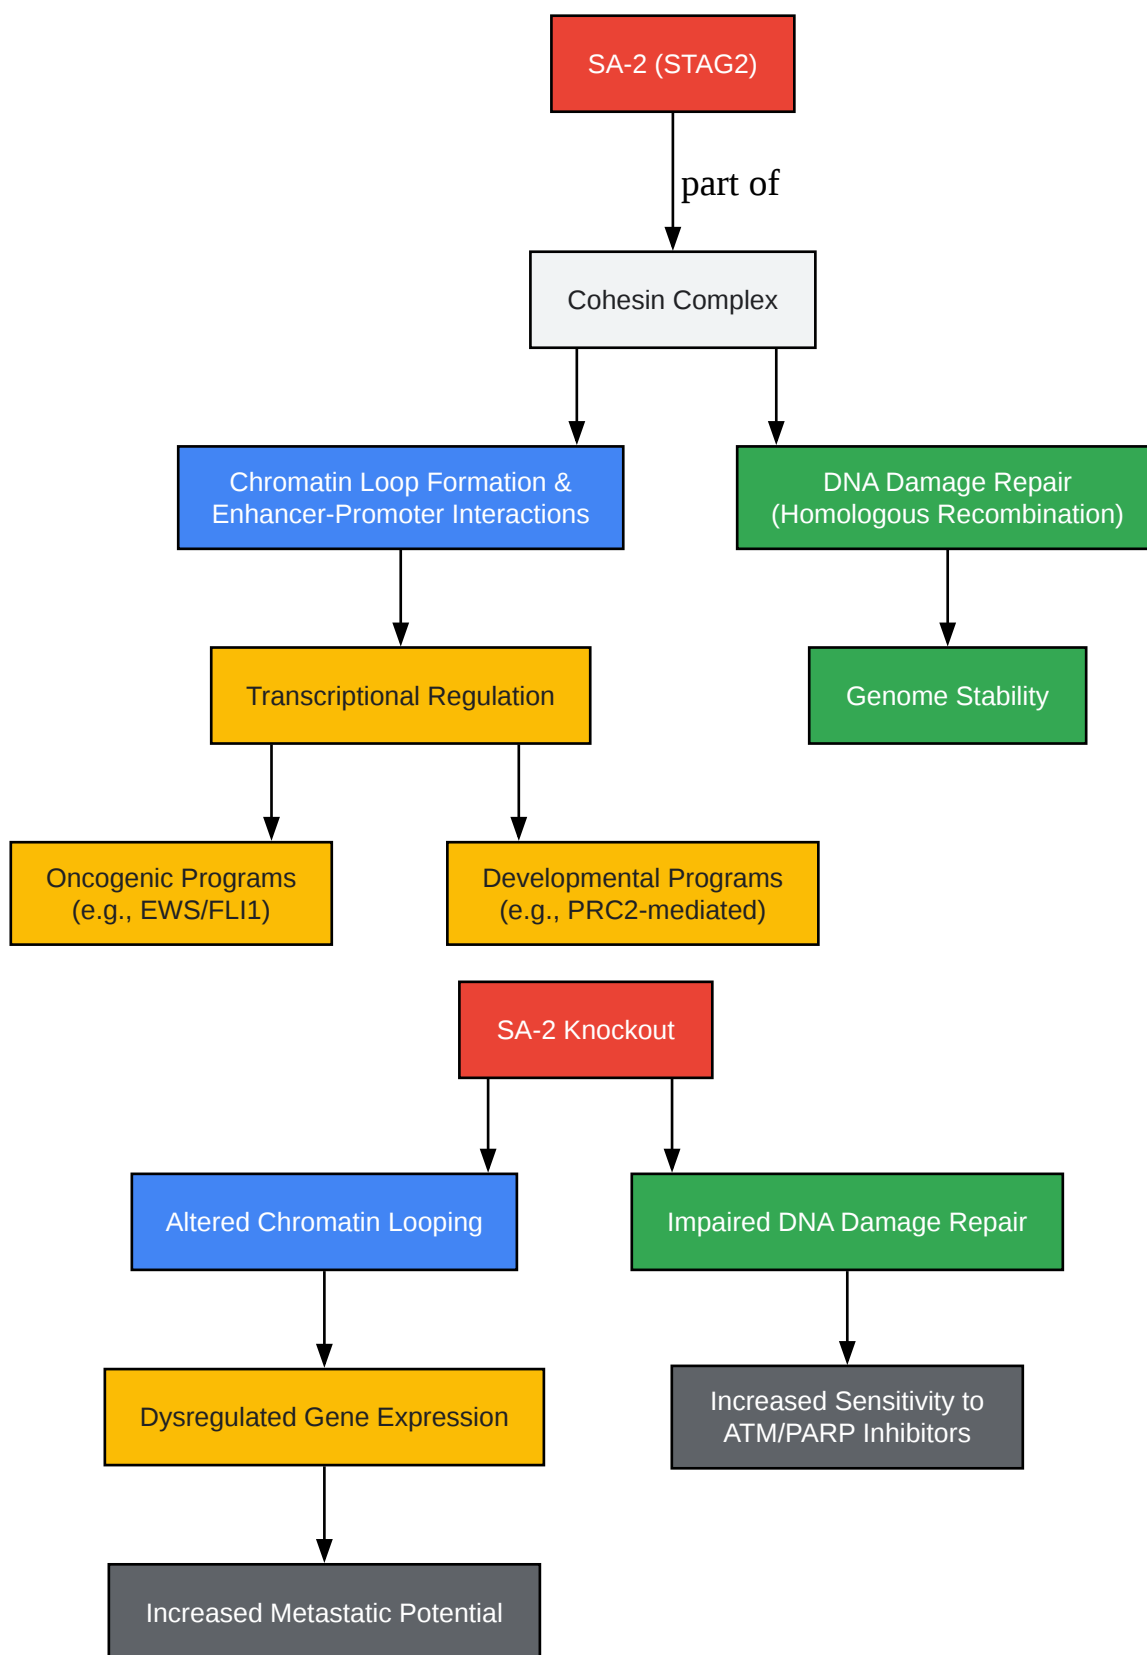 SA-2 (STAG2)
part of
Cohesin Complex
Chromatin Loop Formation &
Enhancer-Promoter Interactions
DNA Damage Repair
(Homologous Recombination)
Transcriptional Regulation
Genome Stability
Oncogenic Programs
(e.g., EWS/FLI1)
Developmental Programs
(e.g., PRC2-mediated)
SA-2 Knockout
Altered Chromatin Looping
Impaired DNA Damage Repair
Dysregulated Gene Expression
Increased Sensitivity to
ATM/PARP Inhibitors
Increased Metastatic Potential